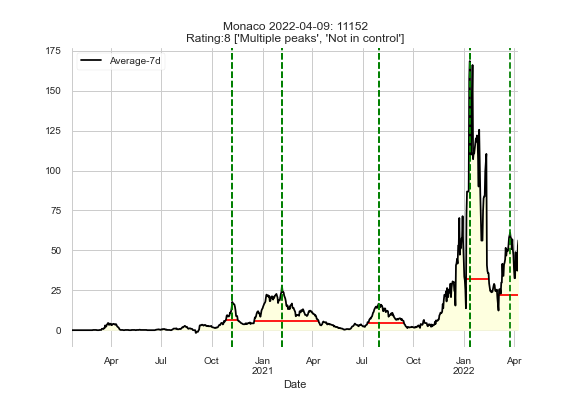 Monaco 2022-04-09: 11152
Rating:8 ['Multiple peaks', 'Not in control']
Average-7d
175
150
125
100
75
50
25
0
Apr Jul Oct Jan Apr Jul Oct Jan Apr
2021 2022
Date